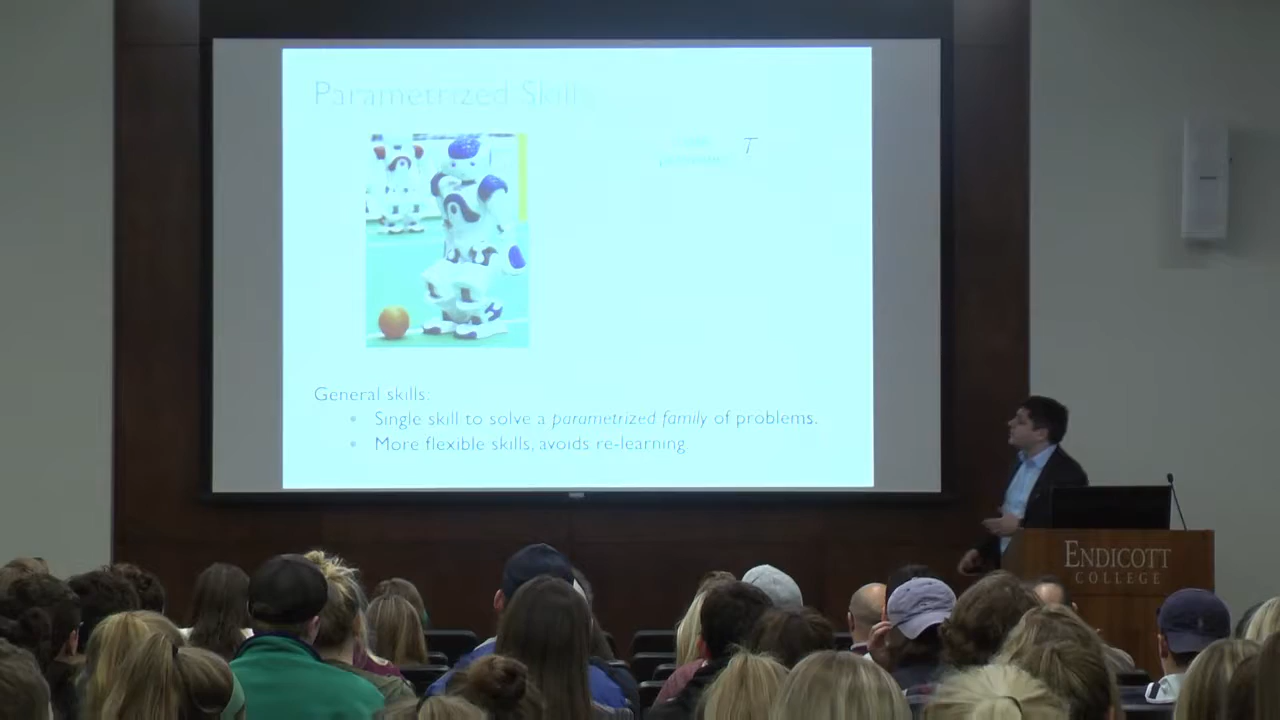 Parametrized Skills
T
General skills:
• Single skill to solve a parametrized family of problems.
• More flexible skills, avoids re-learning.
ENDICOTT
COLLEGE